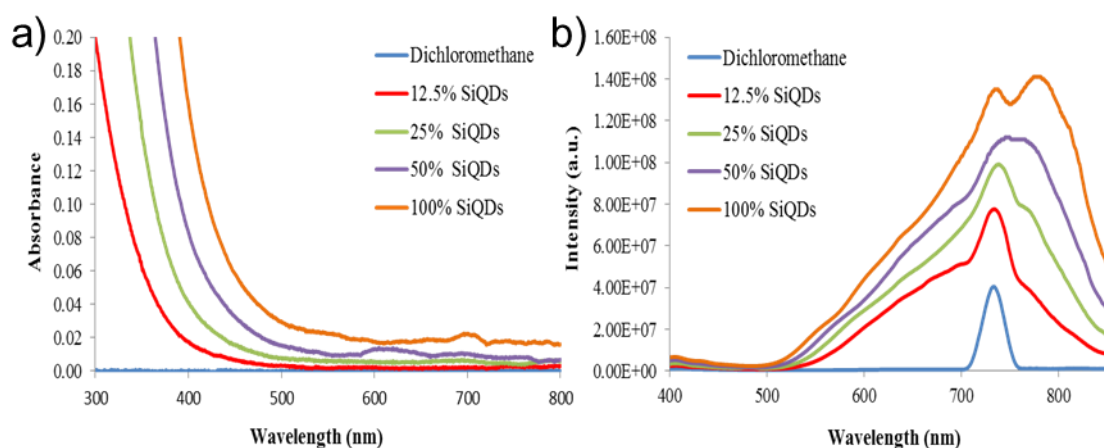 a)
0.20
0.18
0.16
0.14
0.12
0.10
0.08
0.06
0.04
0.02
0.00
Absorbance
300 400 500 600 700 800
Wavelength (nm)
Dichloromethane
12.5% SiQDs
25% SiQDs
50% SiQDs
100% SiQDs
b)
1.60E+08
1.40E+08
1.20E+08
1.00E+08
8.00E+07
6.00E+07
4.00E+07
2.00E+07
0.00E+00
Intensity (a.u.)
400 500 600 700 800
Wavelength (nm)
Dichloromethane
12.5% SiQDs
25% SiQDs
50% SiQDs
100% SiQDs